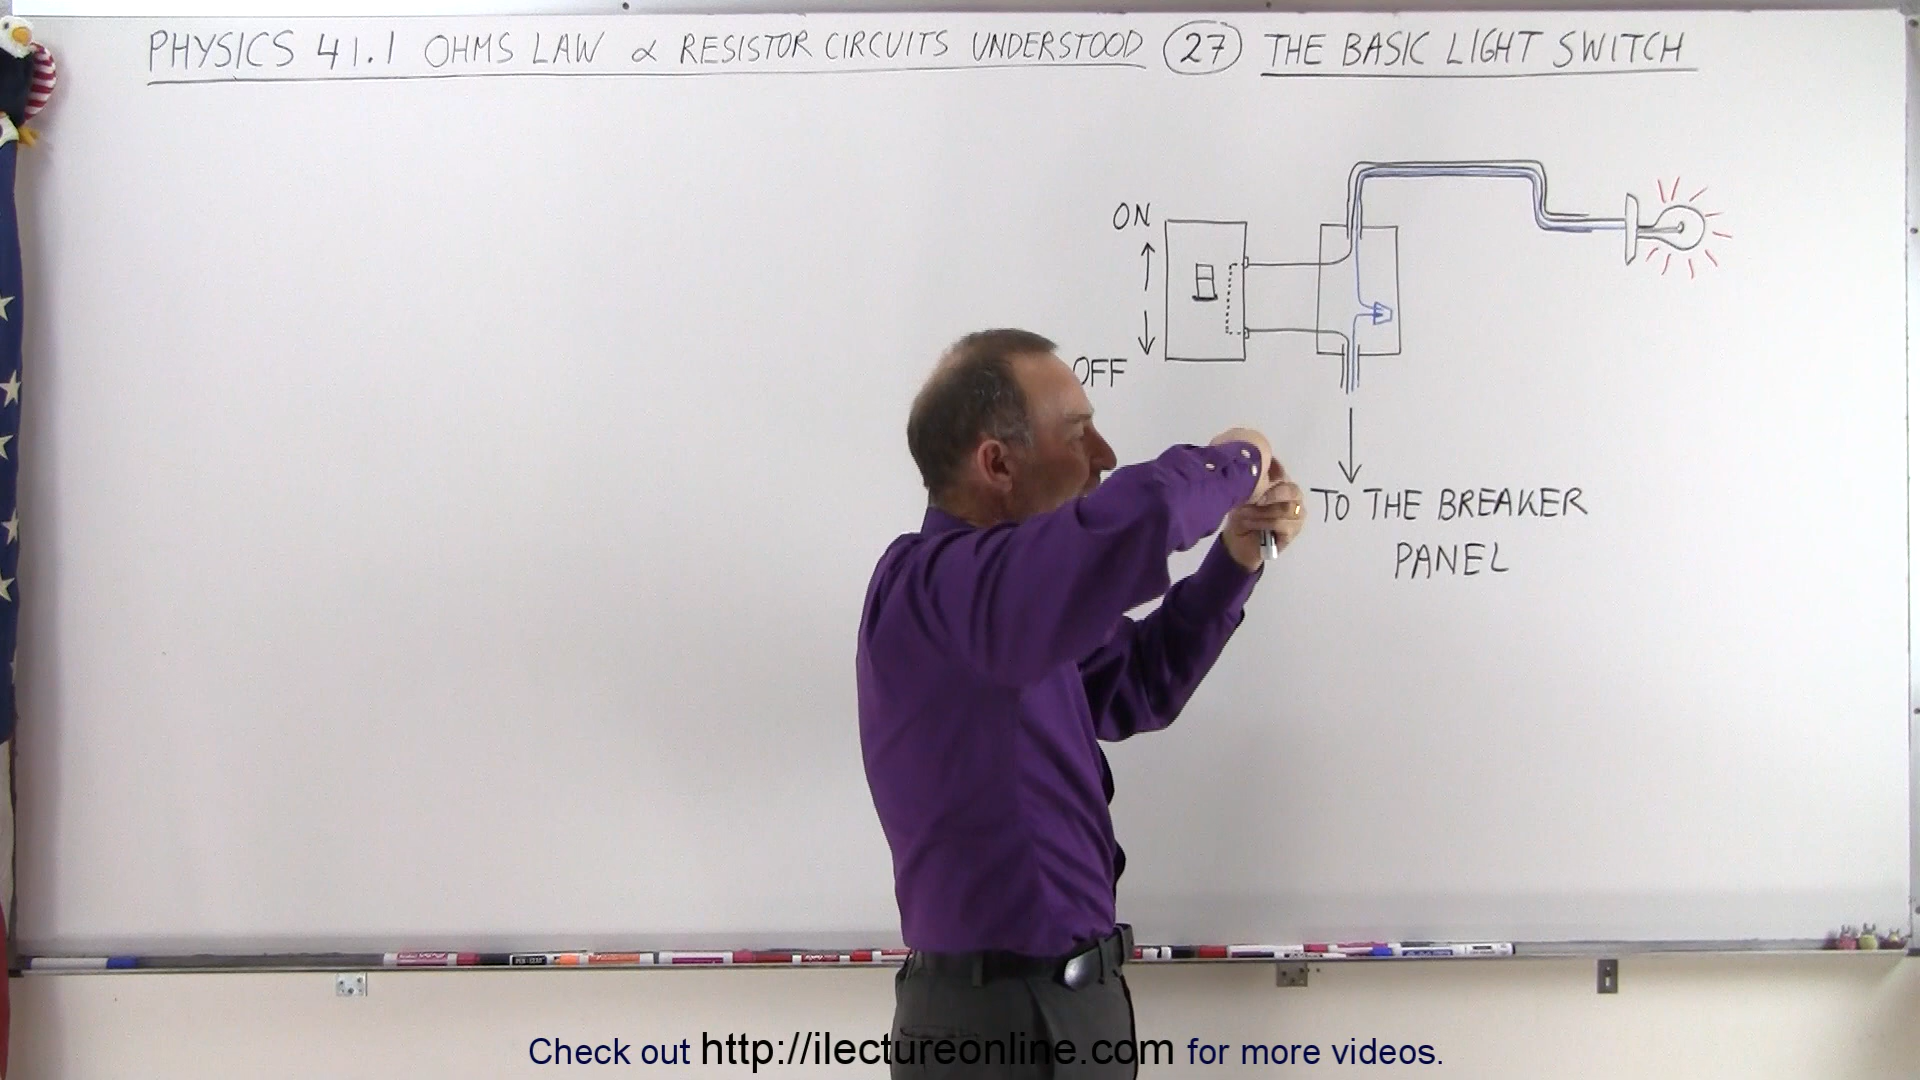 PHYSICS 41.1 OHMS LAW & RESISTOR CIRCUITS UNDERSTOOD 27 THE BASIC LIGHT SWITCH
ON
OFF
TO THE BREAKER
PANEL
Check out http://ilectureonline.com for more videos.